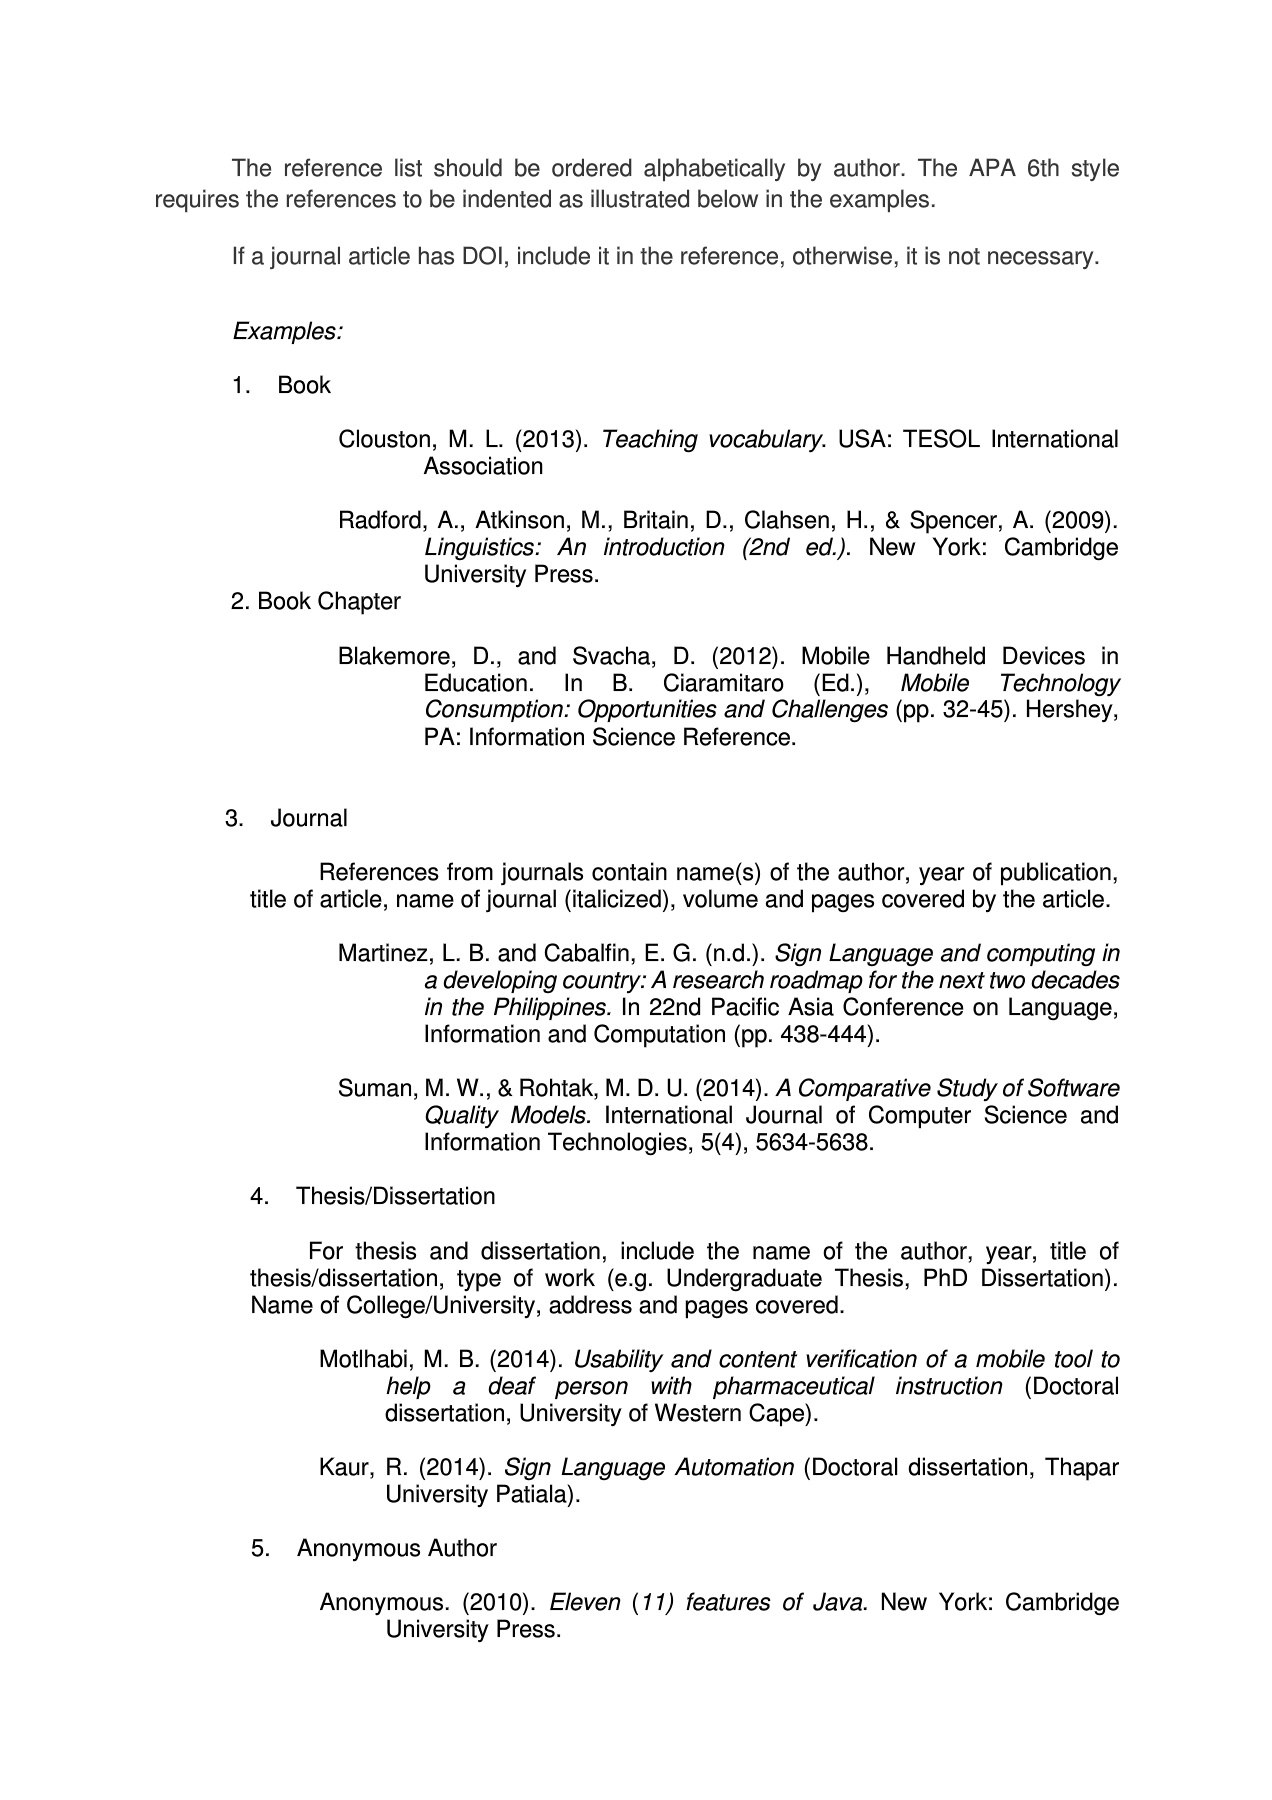 The reference list should be ordered alphabetically by author. The APA 6th style
requires the references to be indented as illustrated below in the examples.
If a journal article has DOI, include it in the reference, otherwise, it is not necessary.
Examples:
1. Book
Clouston, M. L. (2013). Teaching vocabulary. USA: TESOL International
Association
Radford, A., Atkinson, M., Britain, D., Clahsen, H., & Spencer, A. (2009).
Linguistics: An introduction (2nd ed.). New York: Cambridge
University Press.
2. Book Chapter
Blakemore, D., and Svacha, D. (2012). Mobile Handheld Devices in
Education. In B. Ciaramitaro (Ed.), Mobile Technology
Consumption: Opportunities and Challenges (pp. 32-45). Hershey,
PA: Information Science Reference.
3. Journal
References from journals contain name(s) of the author, year of publication,
title of article, name of journal (italicized), volume and pages covered by the article.
Martinez, L. B. and Cabalfin, E. G. (n.d.). Sign Language and computing in
a developing country: A research roadmap for the next two decades
in the Philippines. In 22nd Pacific Asia Conference on Language,
Information and Computation (pp. 438-444).
Suman, M. W., & Rohtak, M. D. U. (2014). A Comparative Study of Software
Quality Models. International Journal of Computer Science and
Information Technologies, 5(4), 5634-5638.
4. Thesis/Dissertation
For thesis and dissertation, include the name of the author, year, title of
thesis/dissertation, type of work (e.g. Undergraduate Thesis, PhD Dissertation).
Name of College/University, address and pages covered.
Motlhabi, M. B. (2014). Usability and content verification of a mobile tool to
help a deaf person with pharmaceutical instruction (Doctoral
dissertation, University of Western Cape).
Kaur, R. (2014). Sign Language Automation (Doctoral dissertation, Thapar
University Patiala).
5. Anonymous Author
Anonymous. (2010). Eleven (11) features of Java. New York: Cambridge
University Press.